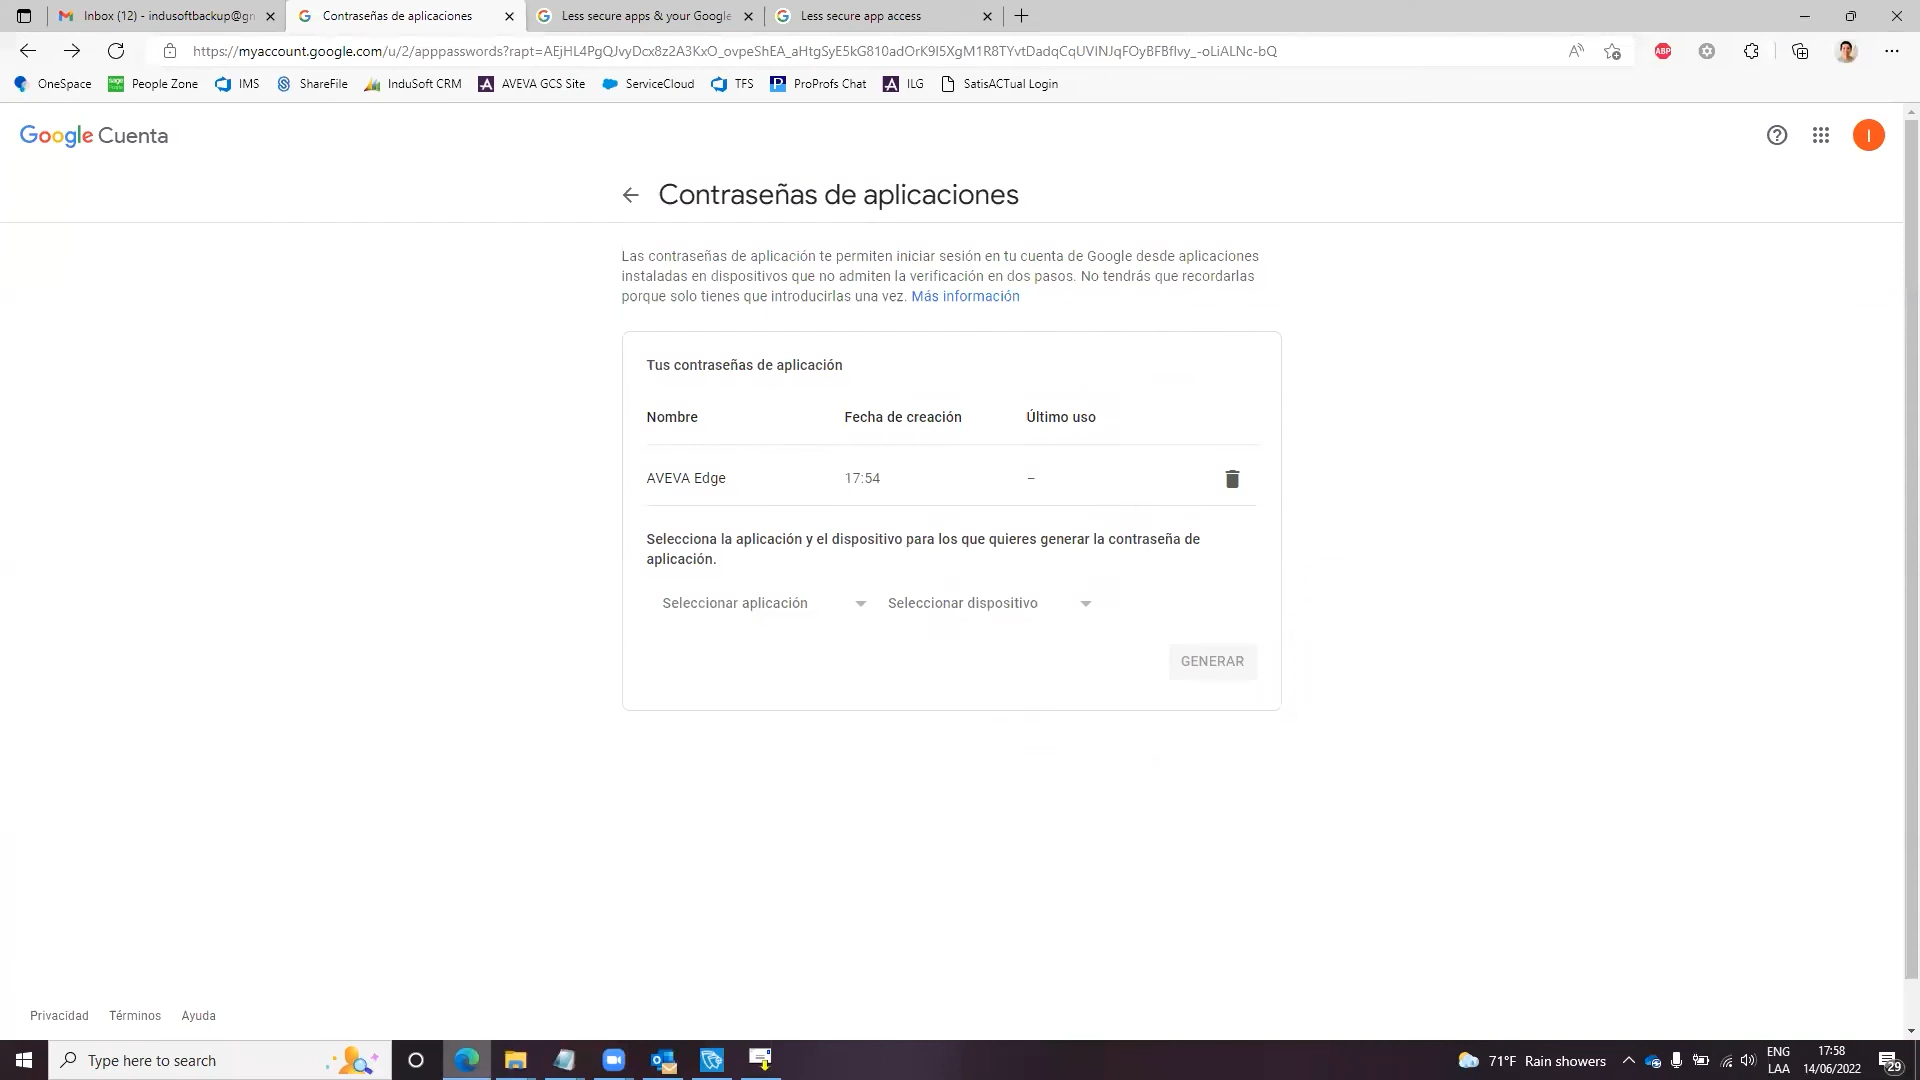 Inbox (12) - indusoftbackup@gn
Contraseñas de aplicaciones
Less secure apps & your Google
Less secure app access
https://myaccount.google.com/u/2/apppasswords?rapt=AEjHL4PgQJvyDcx8z2A3KxO_ovpeShEA_aHtgSyE5kG810adOrK9I5XgM1R8TYvtDadqCqUVINJqFOyBFBfIvy_-oLiALNc-bQ
ABP
OneSpace
People Zone
IMS
ShareFile
InduSoft CRM
AVEVA GCS Site
ServiceCloud
TFS
ProProfs Chat
ILG
SatisACTual Login
Google Cuenta
I
Contraseñas de aplicaciones
Las contraseñas de aplicación te permiten iniciar sesión en tu cuenta de Google desde aplicaciones
instaladas en dispositivos que no admiten la verificación en dos pasos. No tendrás que recordarlas
porque solo tienes que introducirlas una vez. Más información
Tus contraseñas de aplicación
Nombre Fecha de creación Último uso
AVEVA Edge 17:54 –
Selecciona la aplicación y el dispositivo para los que quieres generar la contraseña de
aplicación.
Seleccionar aplicación Seleccionar dispositivo
GENERAR
Privacidad Términos Ayuda
Type here to search
71°F Rain showers
ENG
LAA
17:58
14/06/2022
29